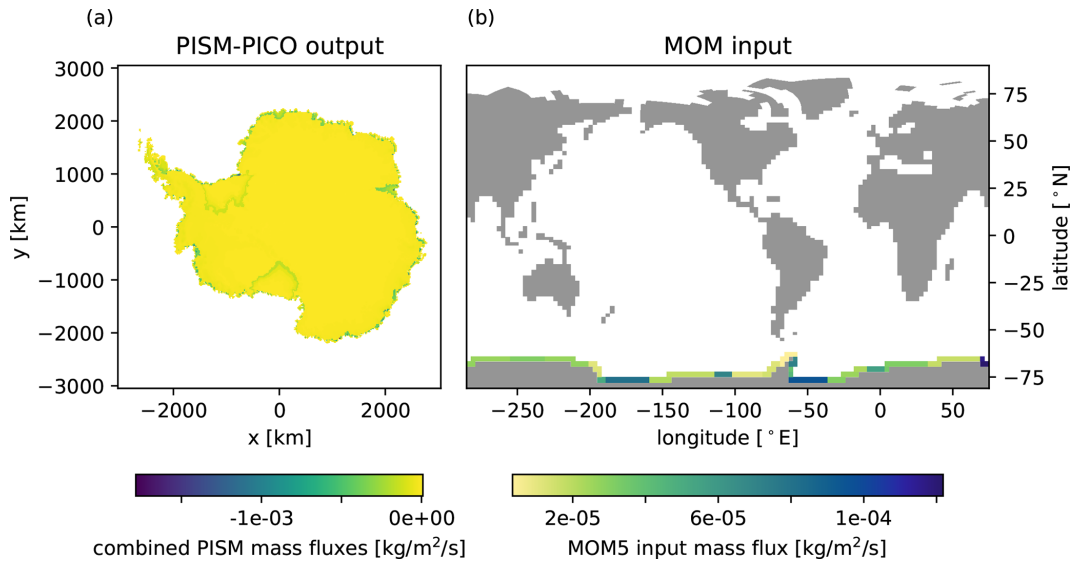 (a)
PISM-PICO output
3000
2000
1000
0
−1000
−2000
−3000
y [km]
−2000 0 2000
x [km]
-1e-03 0e+00
combined PISM mass fluxes [kg/m²/s]
(b)
MOM input
75
50
25
0
−25
−50
−75
latitude [°N]
−250 −200 −150 −100 −50 0 50
longitude [°E]
2e-05 6e-05 1e-04
MOM5 input mass flux [kg/m²/s]